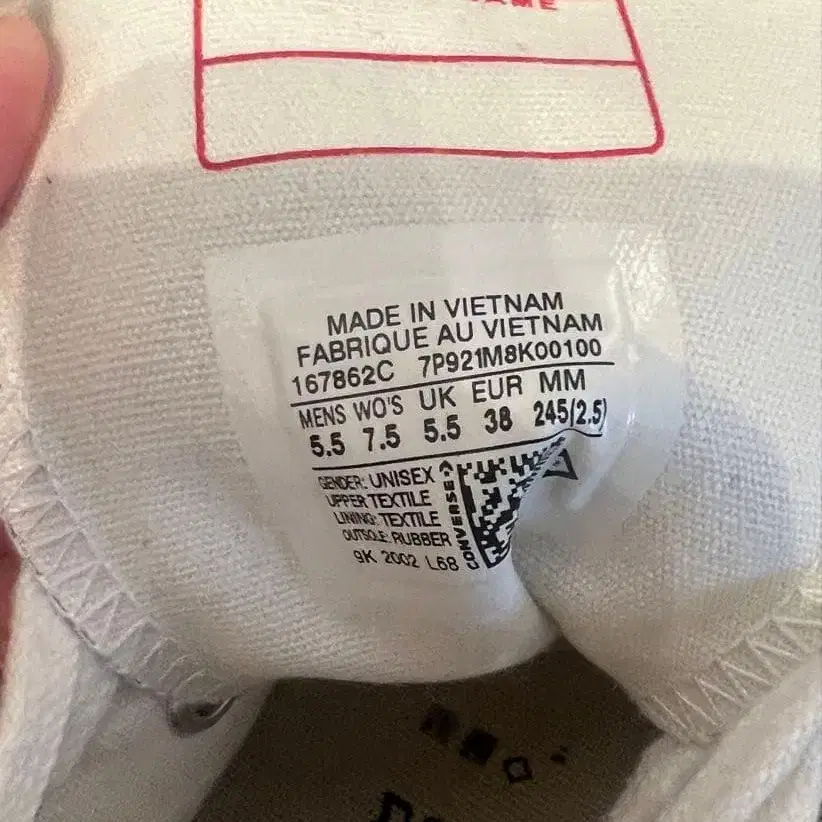 MADE IN VIETNAM
FABRIQUE AU VIETNAM
167862C 7P921M8K00100
MENS WO'S UK EUR MM
5.5 7.5 5.5 38 245(2.5)
GENDER: UNISEX
UPPER TEXTILE
LINING: TEXTILE
OUTSOLE: RUBBER
9K 2002 L68
CONVERSE